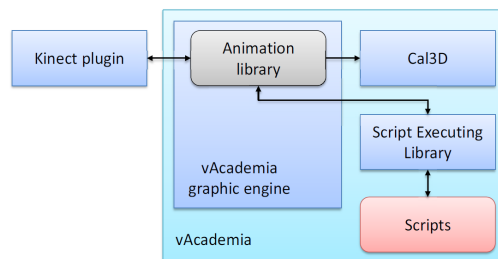 Kinect plugin
Animation
library
Cal3D
Script Executing
Library
vAcademia
graphic engine
Scripts
vAcademia